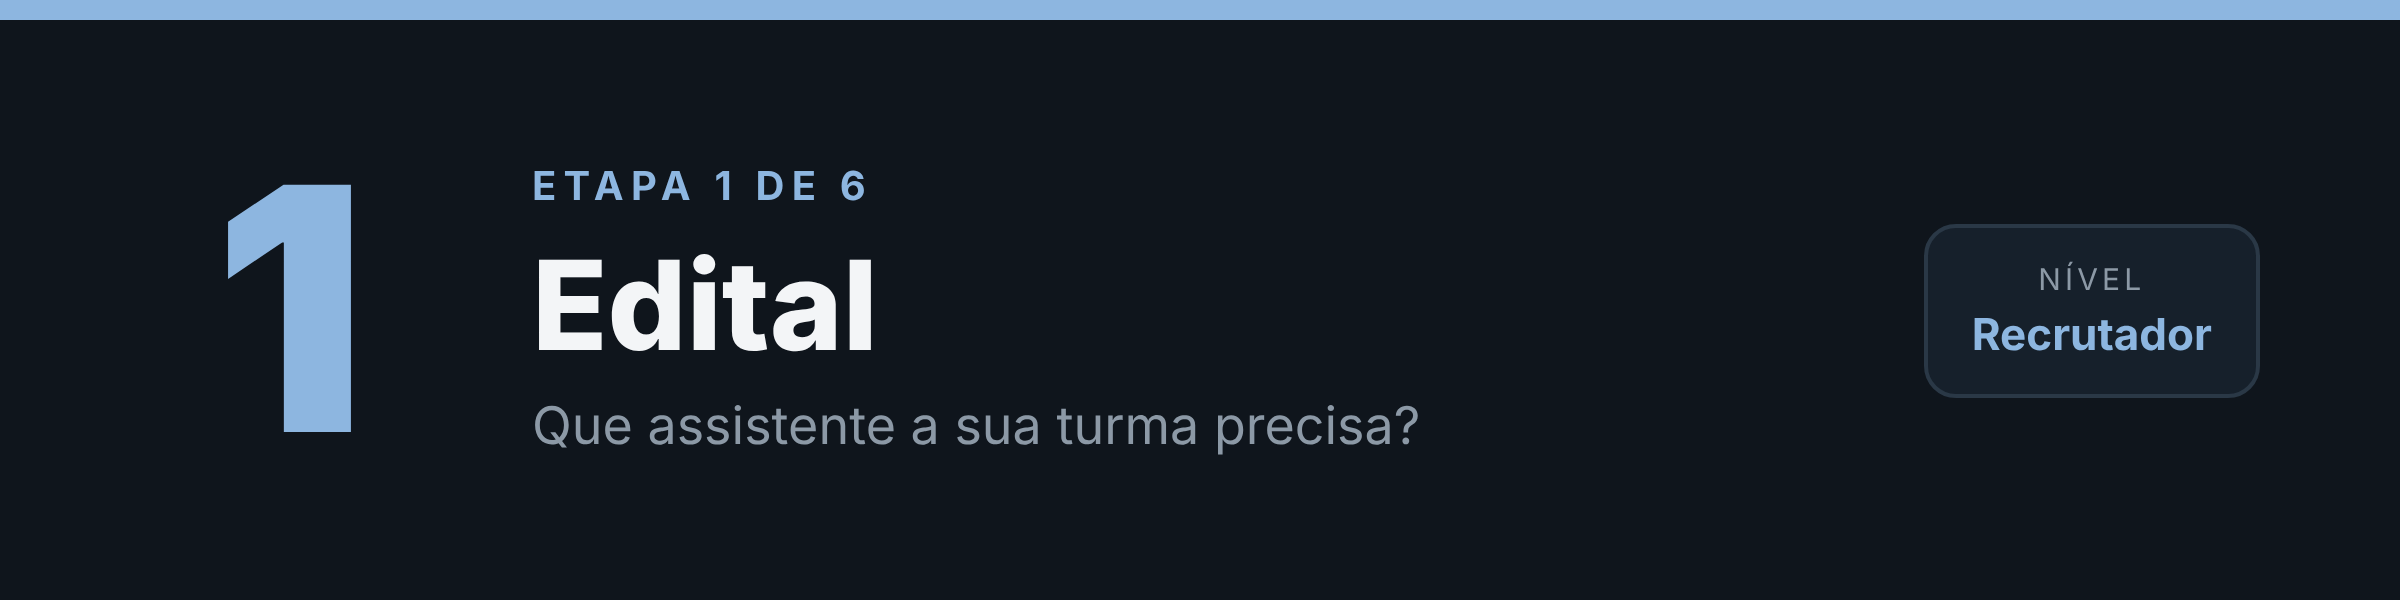 1
ETAPA 1 DE 6
Edital
Que assistente a sua turma precisa?
NÍVEL
Recrutador